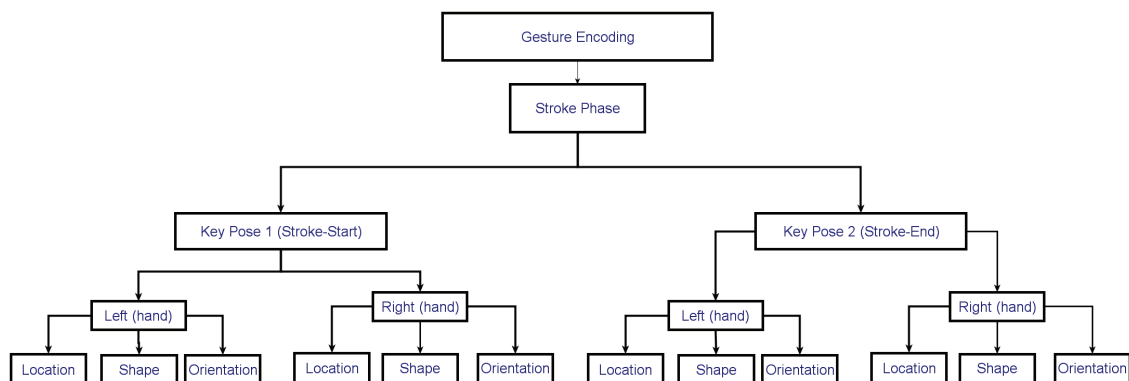 Gesture Encoding
Stroke Phase
Key Pose 1 (Stroke-Start)
Key Pose 2 (Stroke-End)
Left (hand)
Right (hand)
Left (hand)
Right (hand)
Location
Shape
Orientation
Location
Shape
Orientation
Location
Shape
Orientation
Location
Shape
Orientation